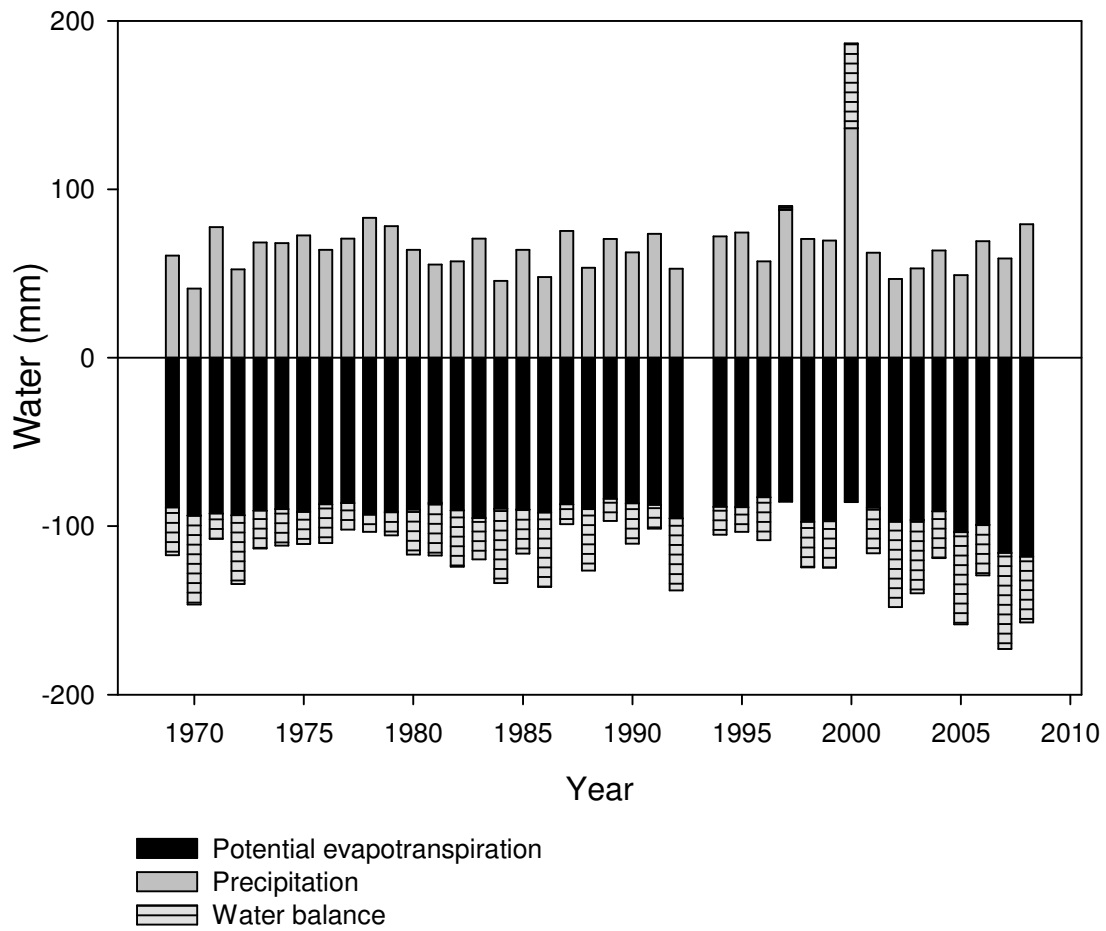 200
100
0
-100
-200
Water (mm)
1970 1975 1980 1985 1990 1995 2000 2005 2010
Year
Potential evapotranspiration
Precipitation
Water balance